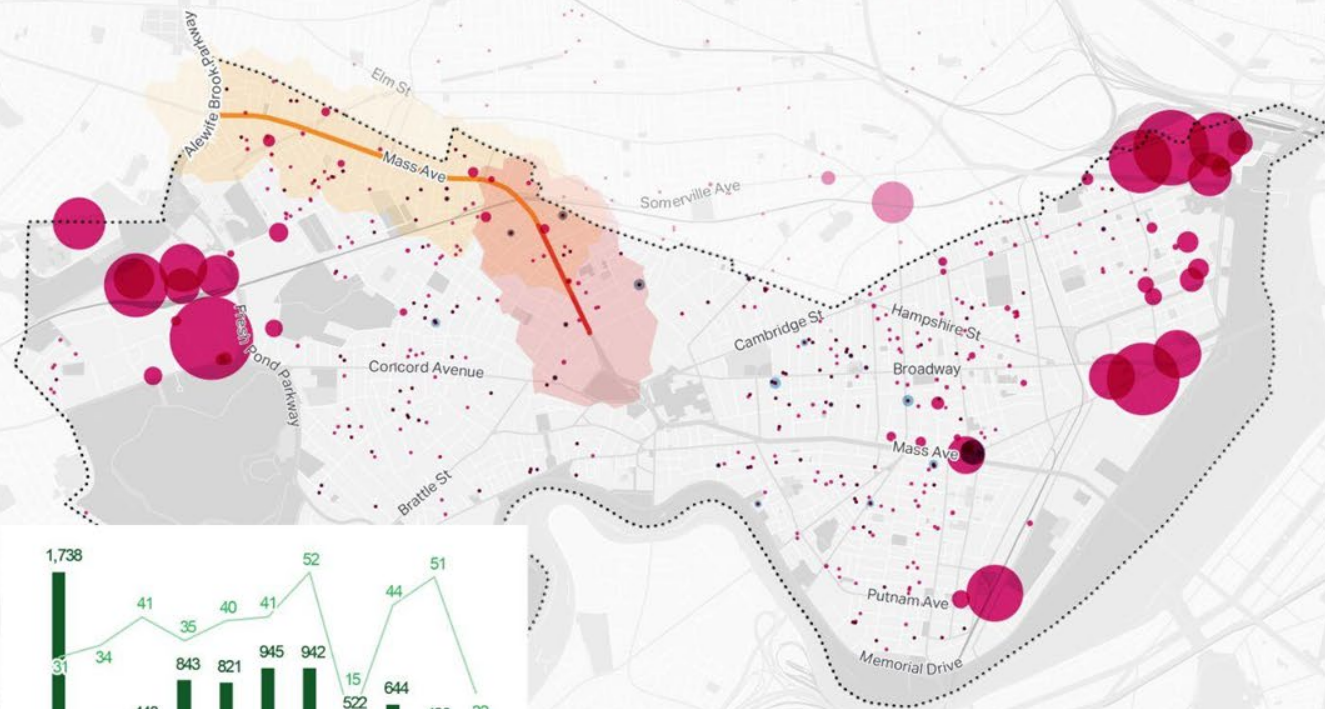 Alewife Brook Parkway
Elm St
Mass Ave
Somerville Ave
Fresh Pond Parkway
Concord Avenue
Cambridge St
Hampshire St
Broadway
Mass Ave
Brattle St
Putnam Ave
Memorial Drive
1,738
52
51
41
40
41
44
35
31
34
945
942
843
821
15
644
522